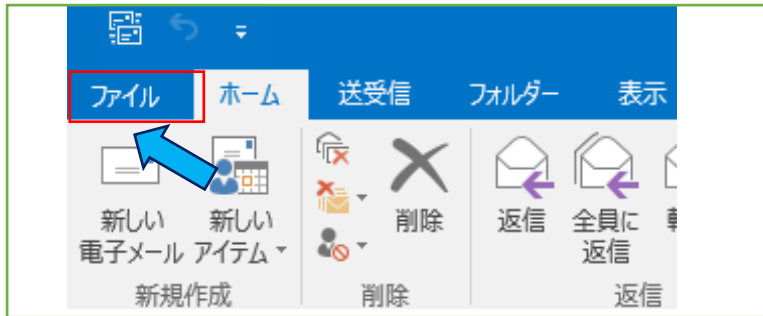 ファイル ホーム 送受信 フォルダー 表示
新しい
電子メール
新しい
アイテム
削除
返信
全員に
返信
新規作成 削除 返信